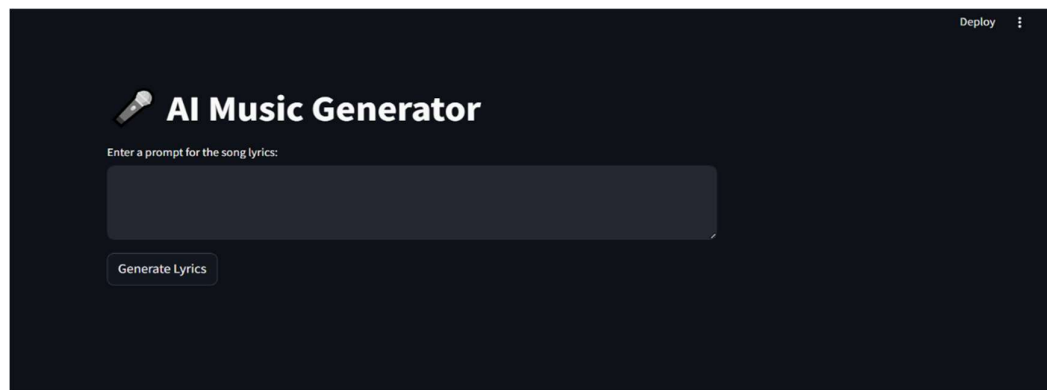 Deploy
AI Music Generator
Enter a prompt for the song lyrics:
Generate Lyrics